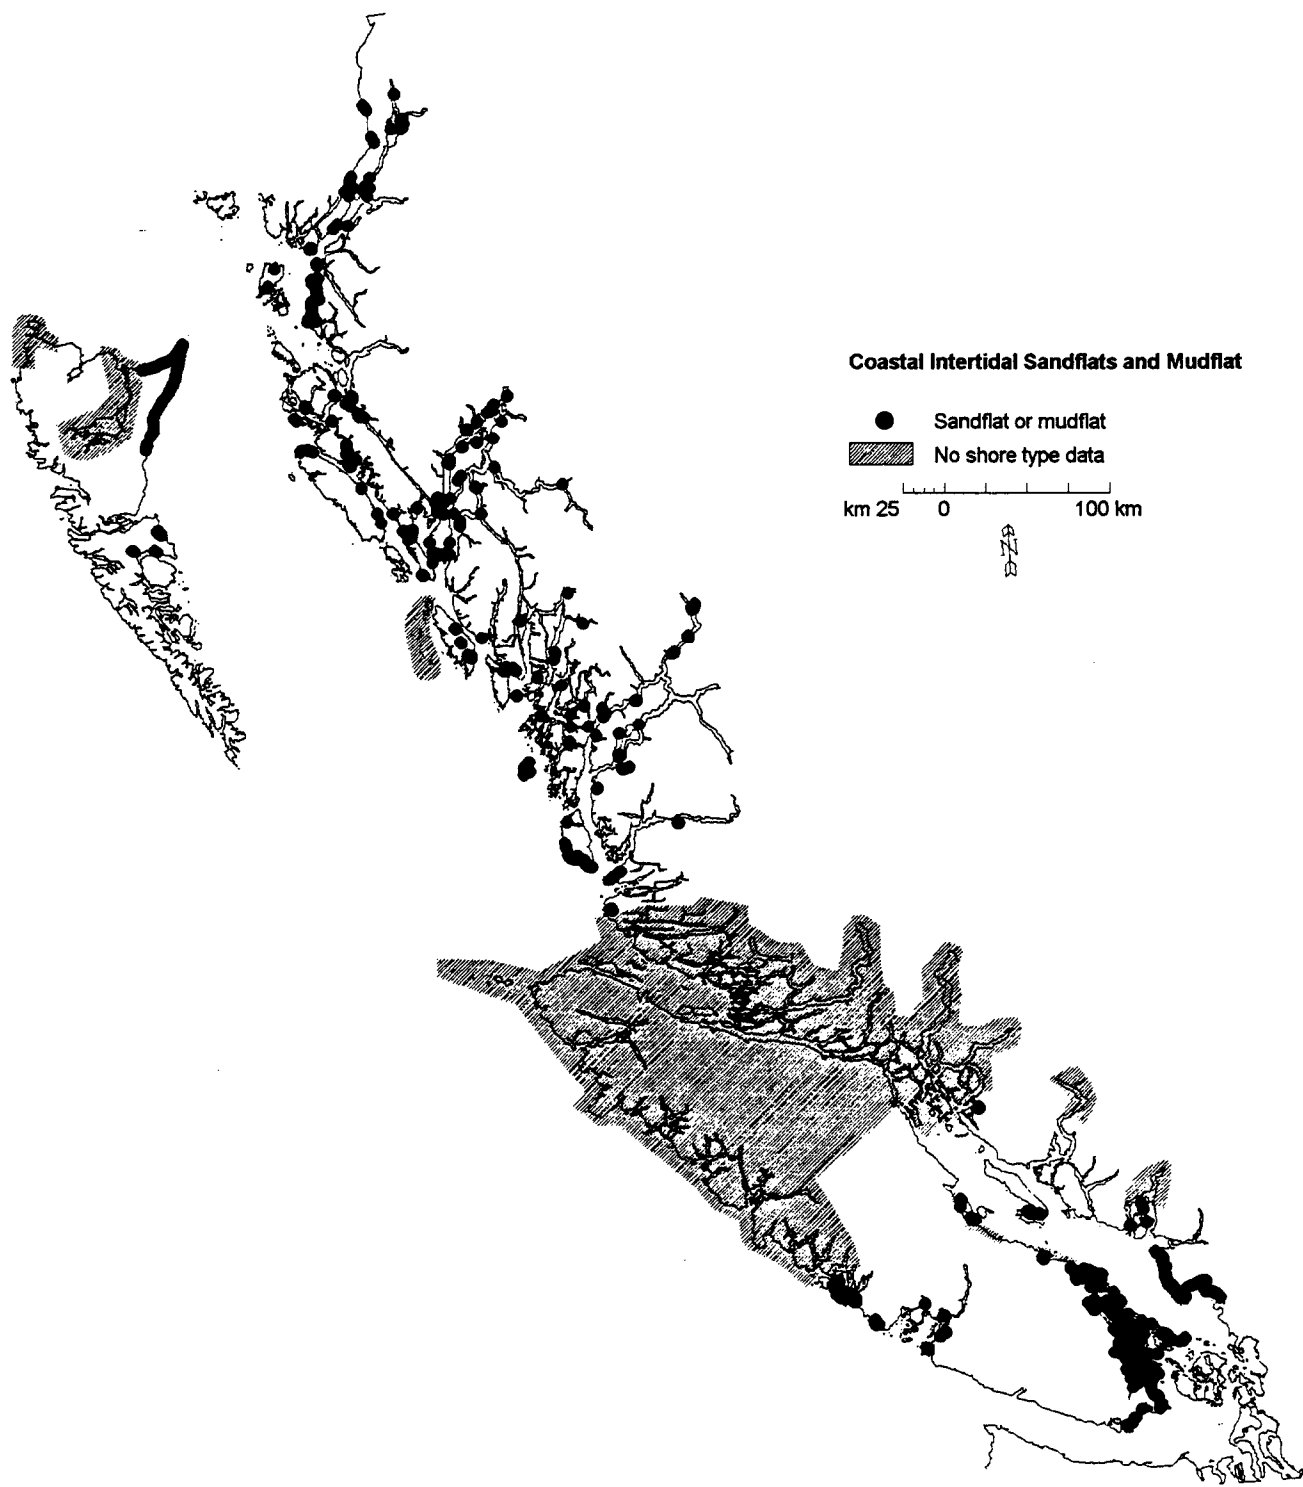 Coastal Intertidal Sandflats and Mudflat
Sandflat or mudflat
No shore type data
km 25 0 100 km
N